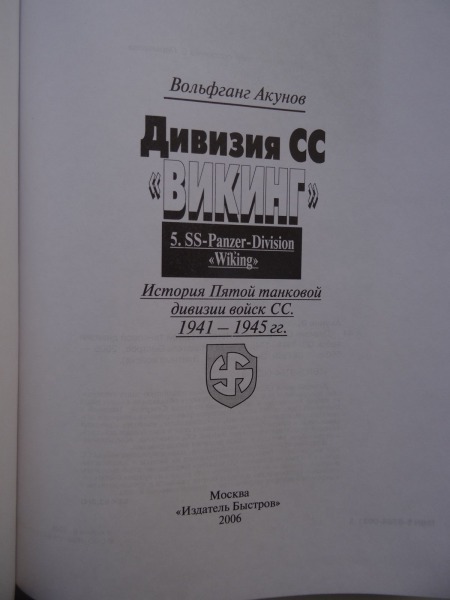 Вольфганг Акунов
Дивизия СС
«ВИКИНГ»
5. SS-Panzer-Division
«Wiking»
История Пятой танковой
дивизии войск СС.
1941 – 1945 гг.
Москва
«Издатель Быстров»
2006